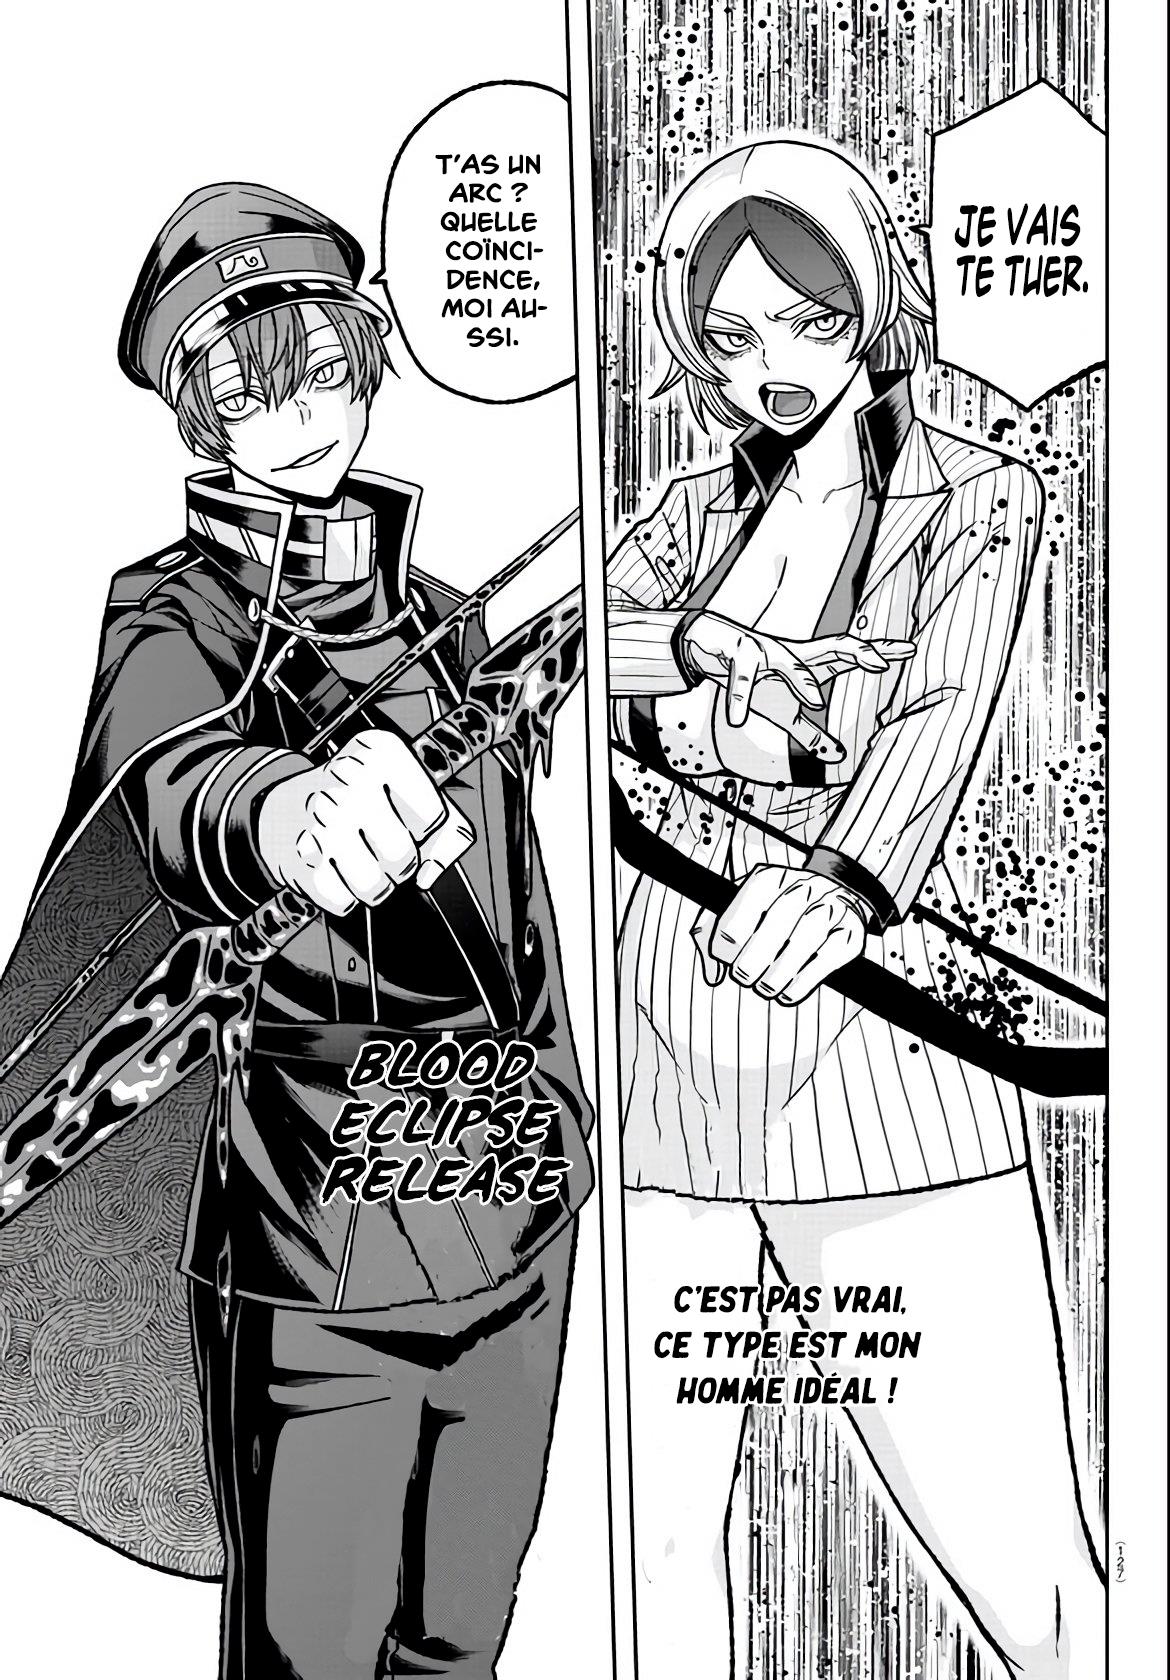 JE VAIS
TE TUER.
C'EST PAS VRAI,
CE TYPE EST MON
HOMME IDÉAL !
T'AS UN
ARC ?
QUELLE
COÏNCI-
DENCE,
MOI AU-
SSI.
BLOOD
ECLIPSE
RELEASE
(127)